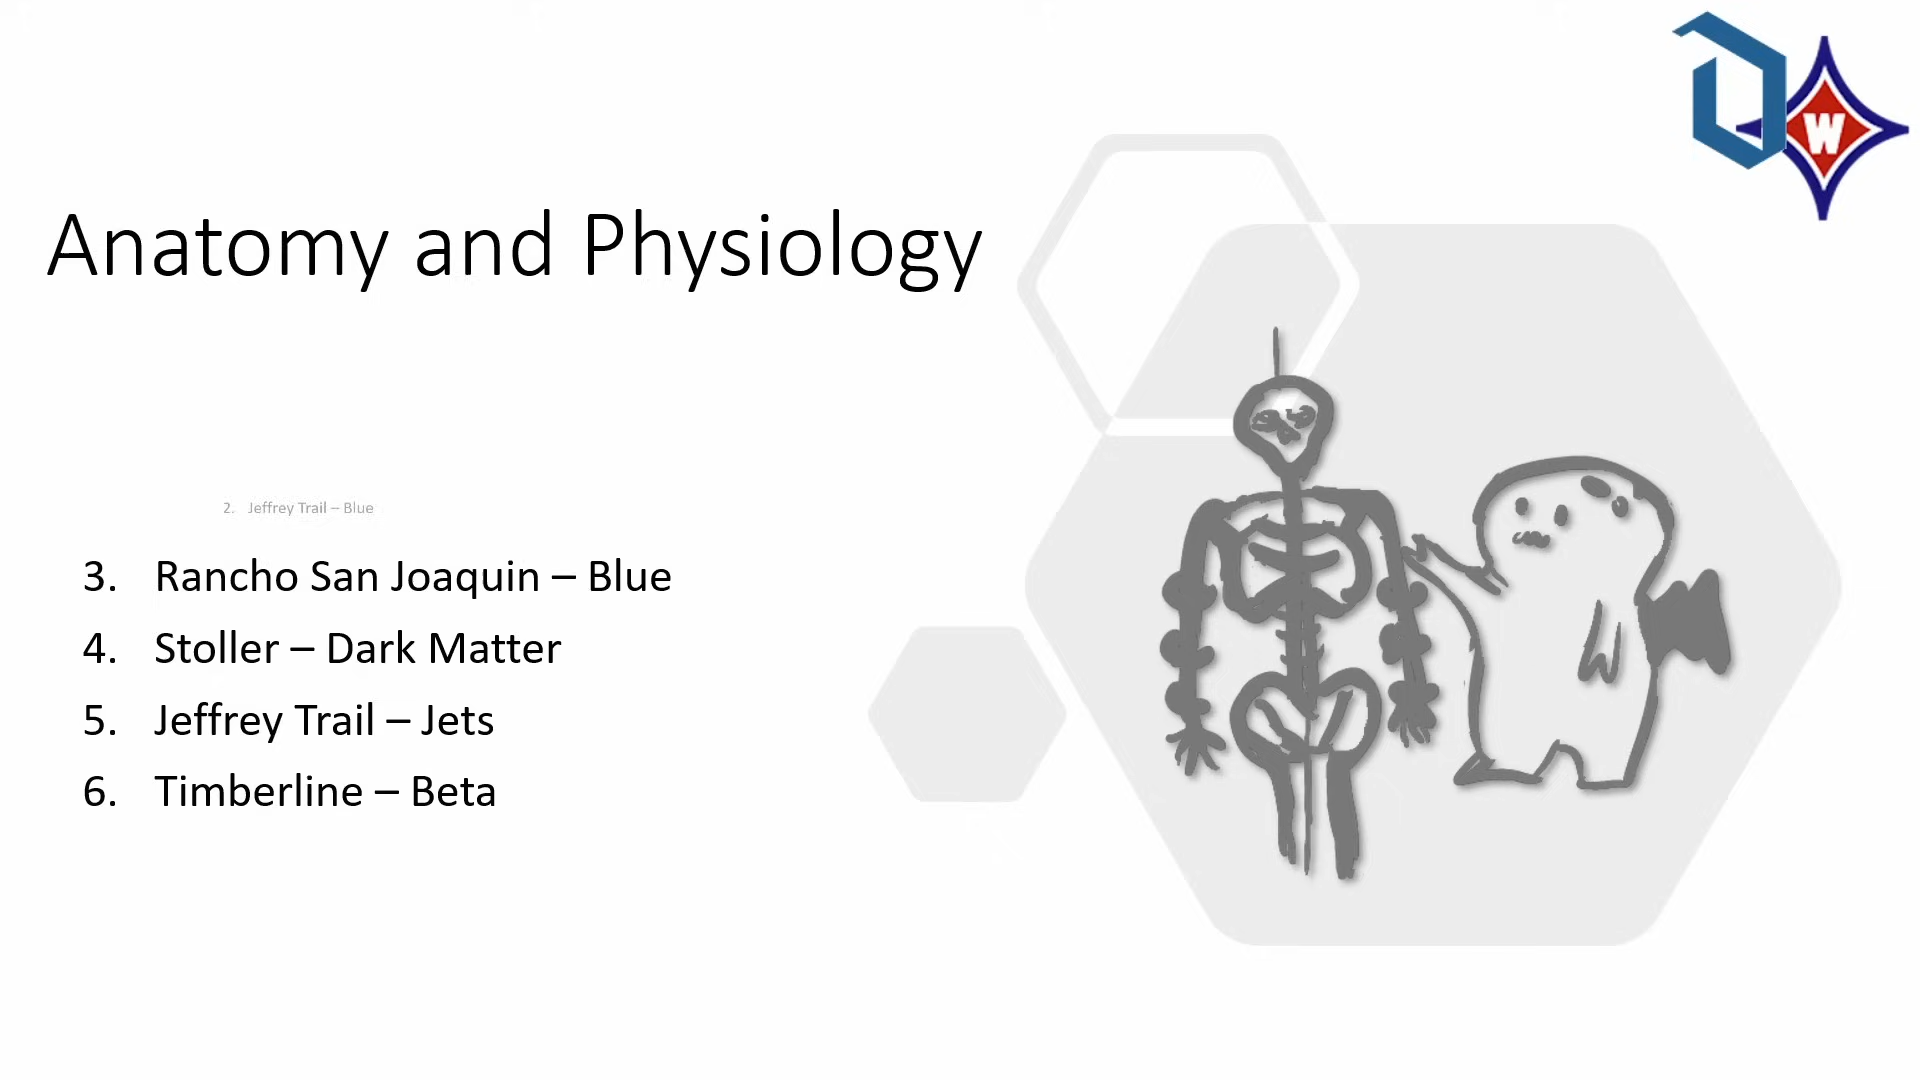 Anatomy and Physiology
W
2. Jeffrey Trail – Blue
3. Rancho San Joaquin – Blue
4. Stoller – Dark Matter
5. Jeffrey Trail – Jets
6. Timberline – Beta